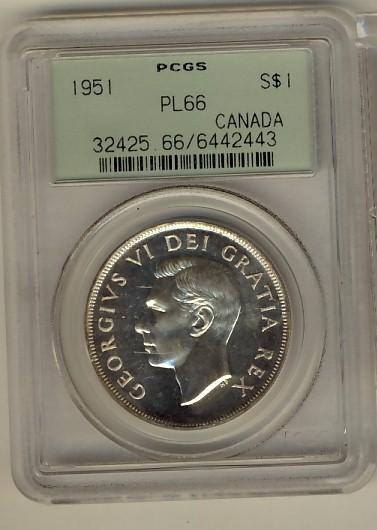 PCGS
1951 S$1
PL66
CANADA
32425.66/6442443
GEORGIVS VI DEI GRATIA REX